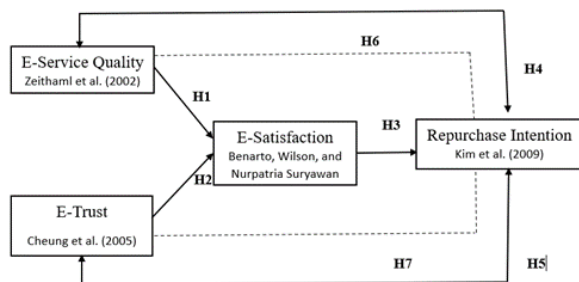 H6
E-Service Quality
Zeithaml et al. (2002)
H4
H1
E-Satisfaction
Benarto, Wilson, and
Nurpatria Suryawan
H3
Repurchase Intention
Kim et al. (2009)
H2
E-Trust
Cheung et al. (2005)
H7
H5